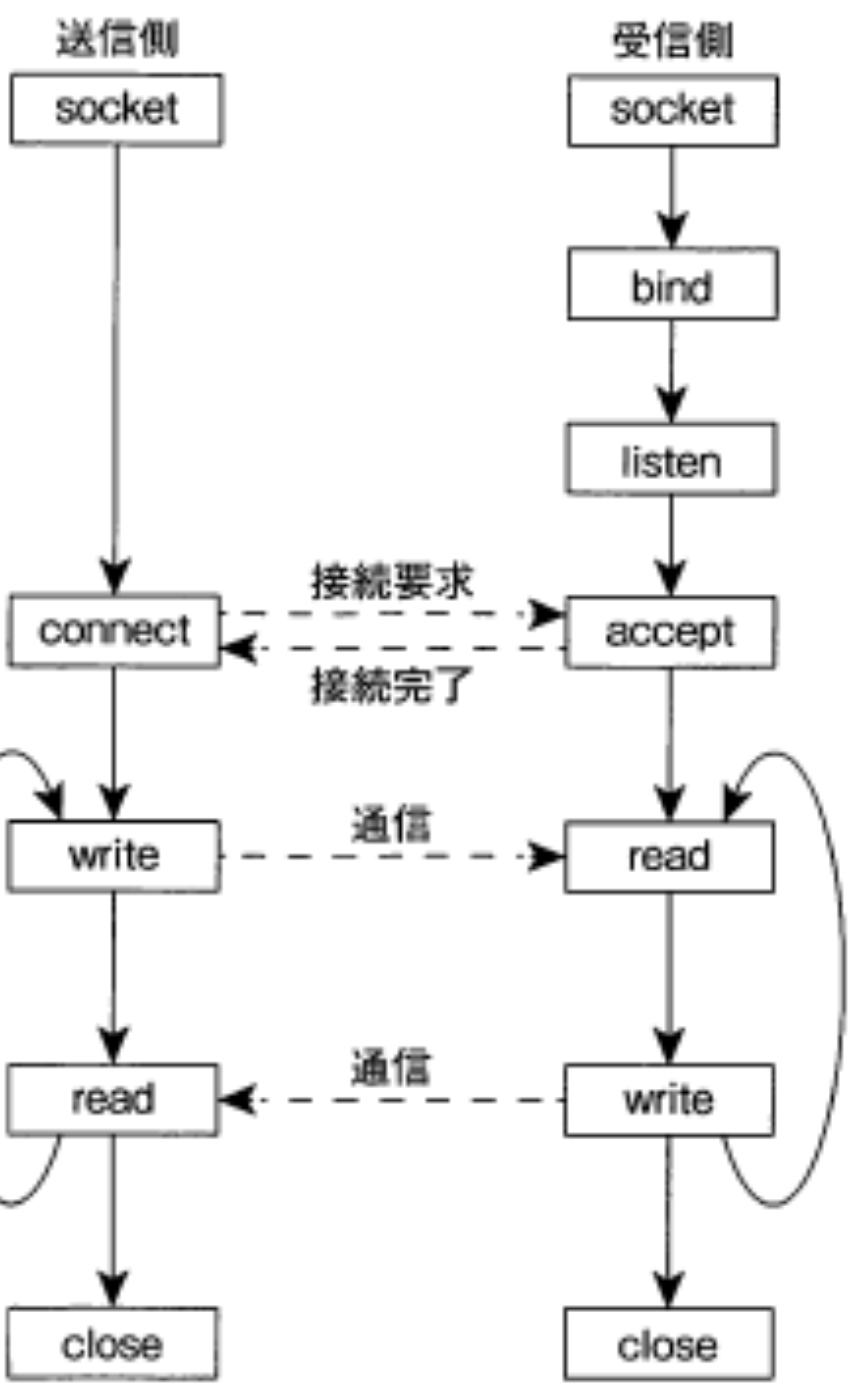 送信側
受信側
socket
socket
bind
listen
接続要求
connect
accept
接続完了
通信
write
read
通信
read
write
close
close